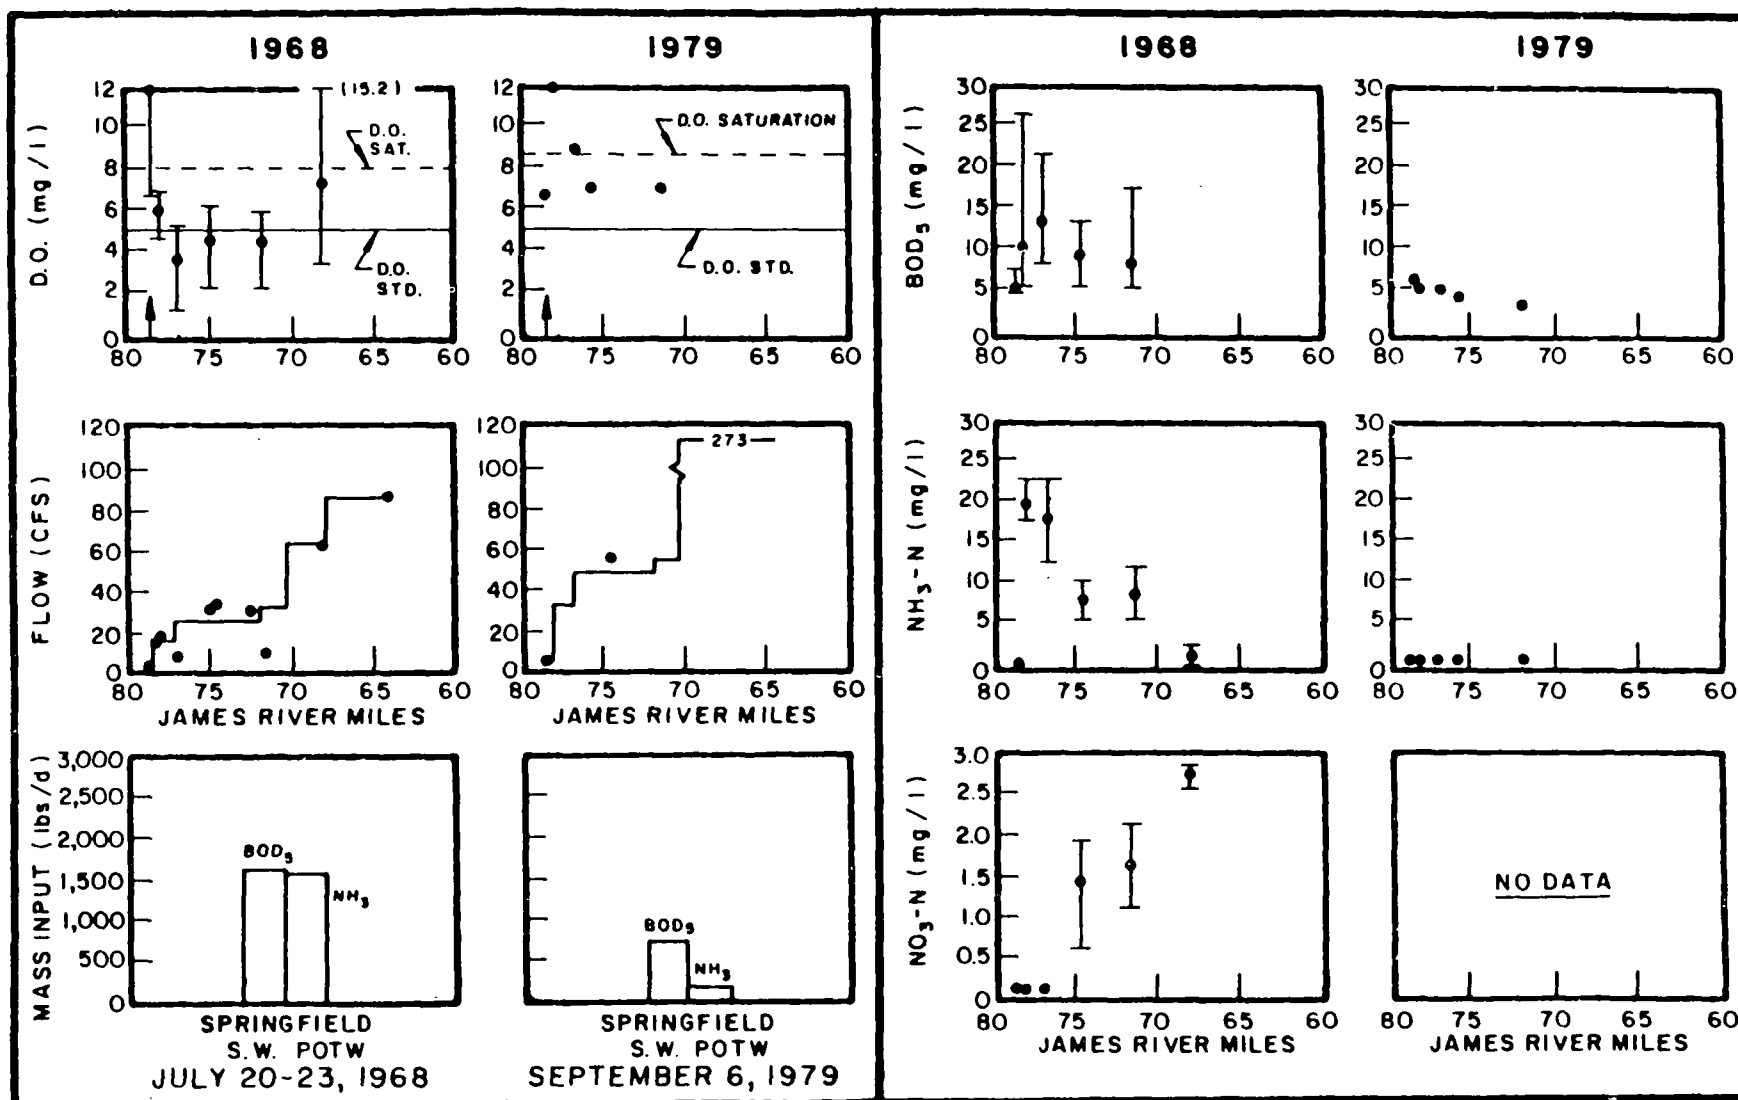 1968
1979
D.O. (mg/l)
12
10
8
6
4
2
0
(15.2)
D.O.
SAT.
D.O.
STD.
80 75 70 65 60
12
10
8
6
4
2
0
D.O. SATURATION
D.O. STD.
80 75 70 65 60
FLOW (CFS)
120
100
80
60
40
20
0
80 75 70 65 60
JAMES RIVER MILES
120
100
80
60
40
20
0
273
80 75 70 65 60
JAMES RIVER MILES
MASS INPUT (lbs/d)
3,000
2,500
2,000
1,500
1,000
500
0
BOD5
NH3
SPRINGFIELD
S.W. POTW
JULY 20-23, 1968
BOD5
NH3
SPRINGFIELD
S.W. POTW
SEPTEMBER 6, 1979
1968
1979
BOD5 (mg/l)
30
25
20
15
10
5
0
80 75 70 65 60
30
25
20
15
10
5
0
80 75 70 65 60
NH3-N (mg/l)
30
25
20
15
10
5
0
80 75 70 65 60
30
25
20
15
10
5
0
80 75 70 65 60
NO3-N (mg/l)
3.0
2.5
2.0
1.5
1.0
0.5
0
80 75 70 65 60
JAMES RIVER MILES
NO DATA
80 75 70 65 60
JAMES RIVER MILES